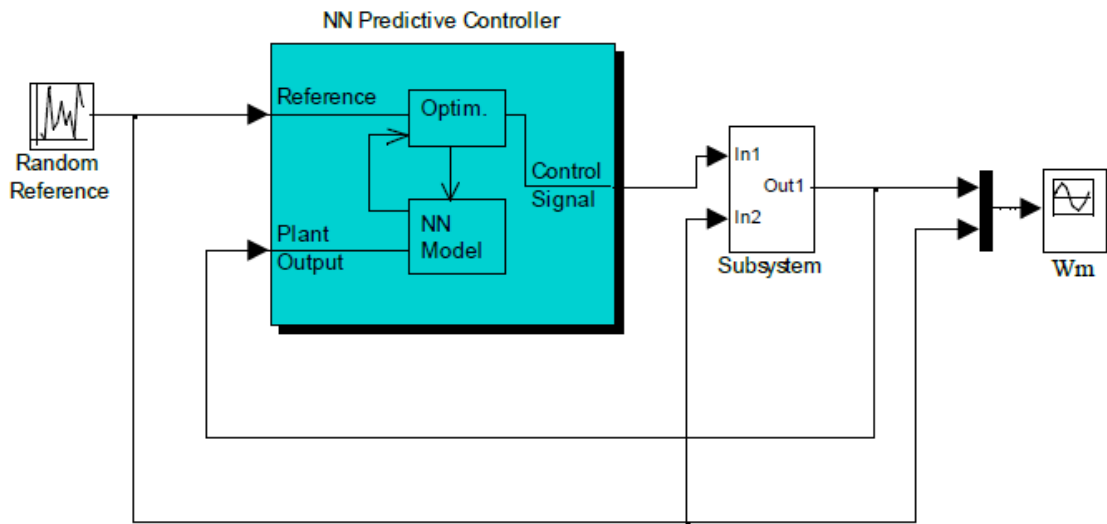 NN Predictive Controller
Random
Reference
Reference
Optim.
Control
Signal
Plant
Output
NN
Model
In1
In2
Out1
Subsystem
Wm